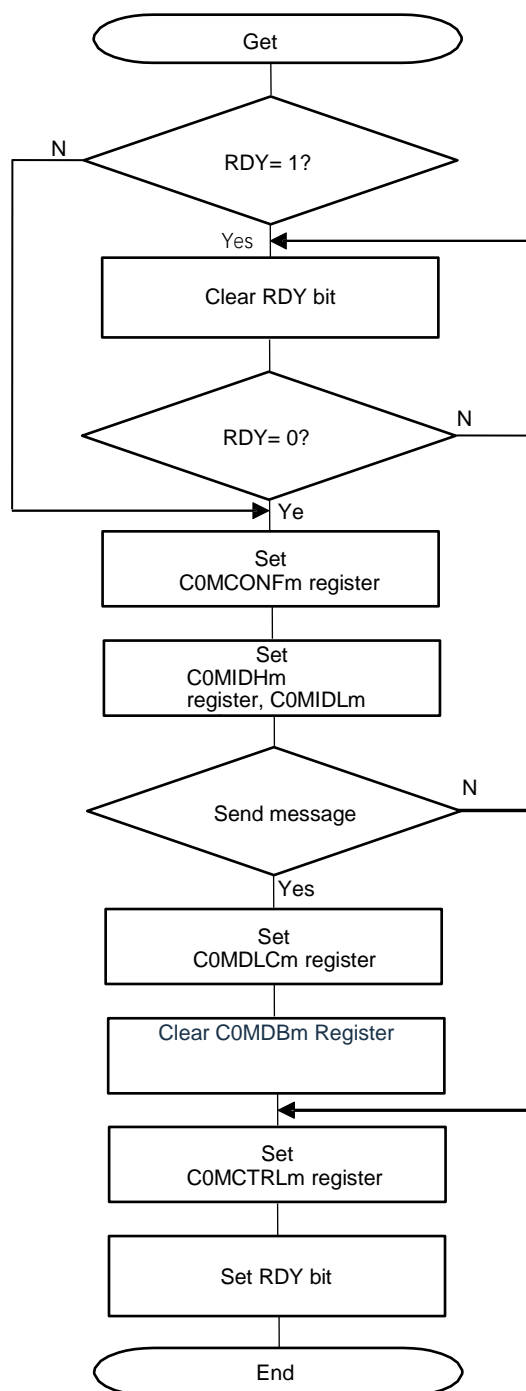 Get
N
RDY= 1?
Yes
Clear RDY bit
N
RDY= 0?
Ye
Set
C0MCONFm register
Set
C0MIDHm
register, C0MIDLm
N
Send message
Yes
Set
C0MDLCm register
Clear C0MDBm Register
Set
C0MCTRLm register
Set RDY bit
End